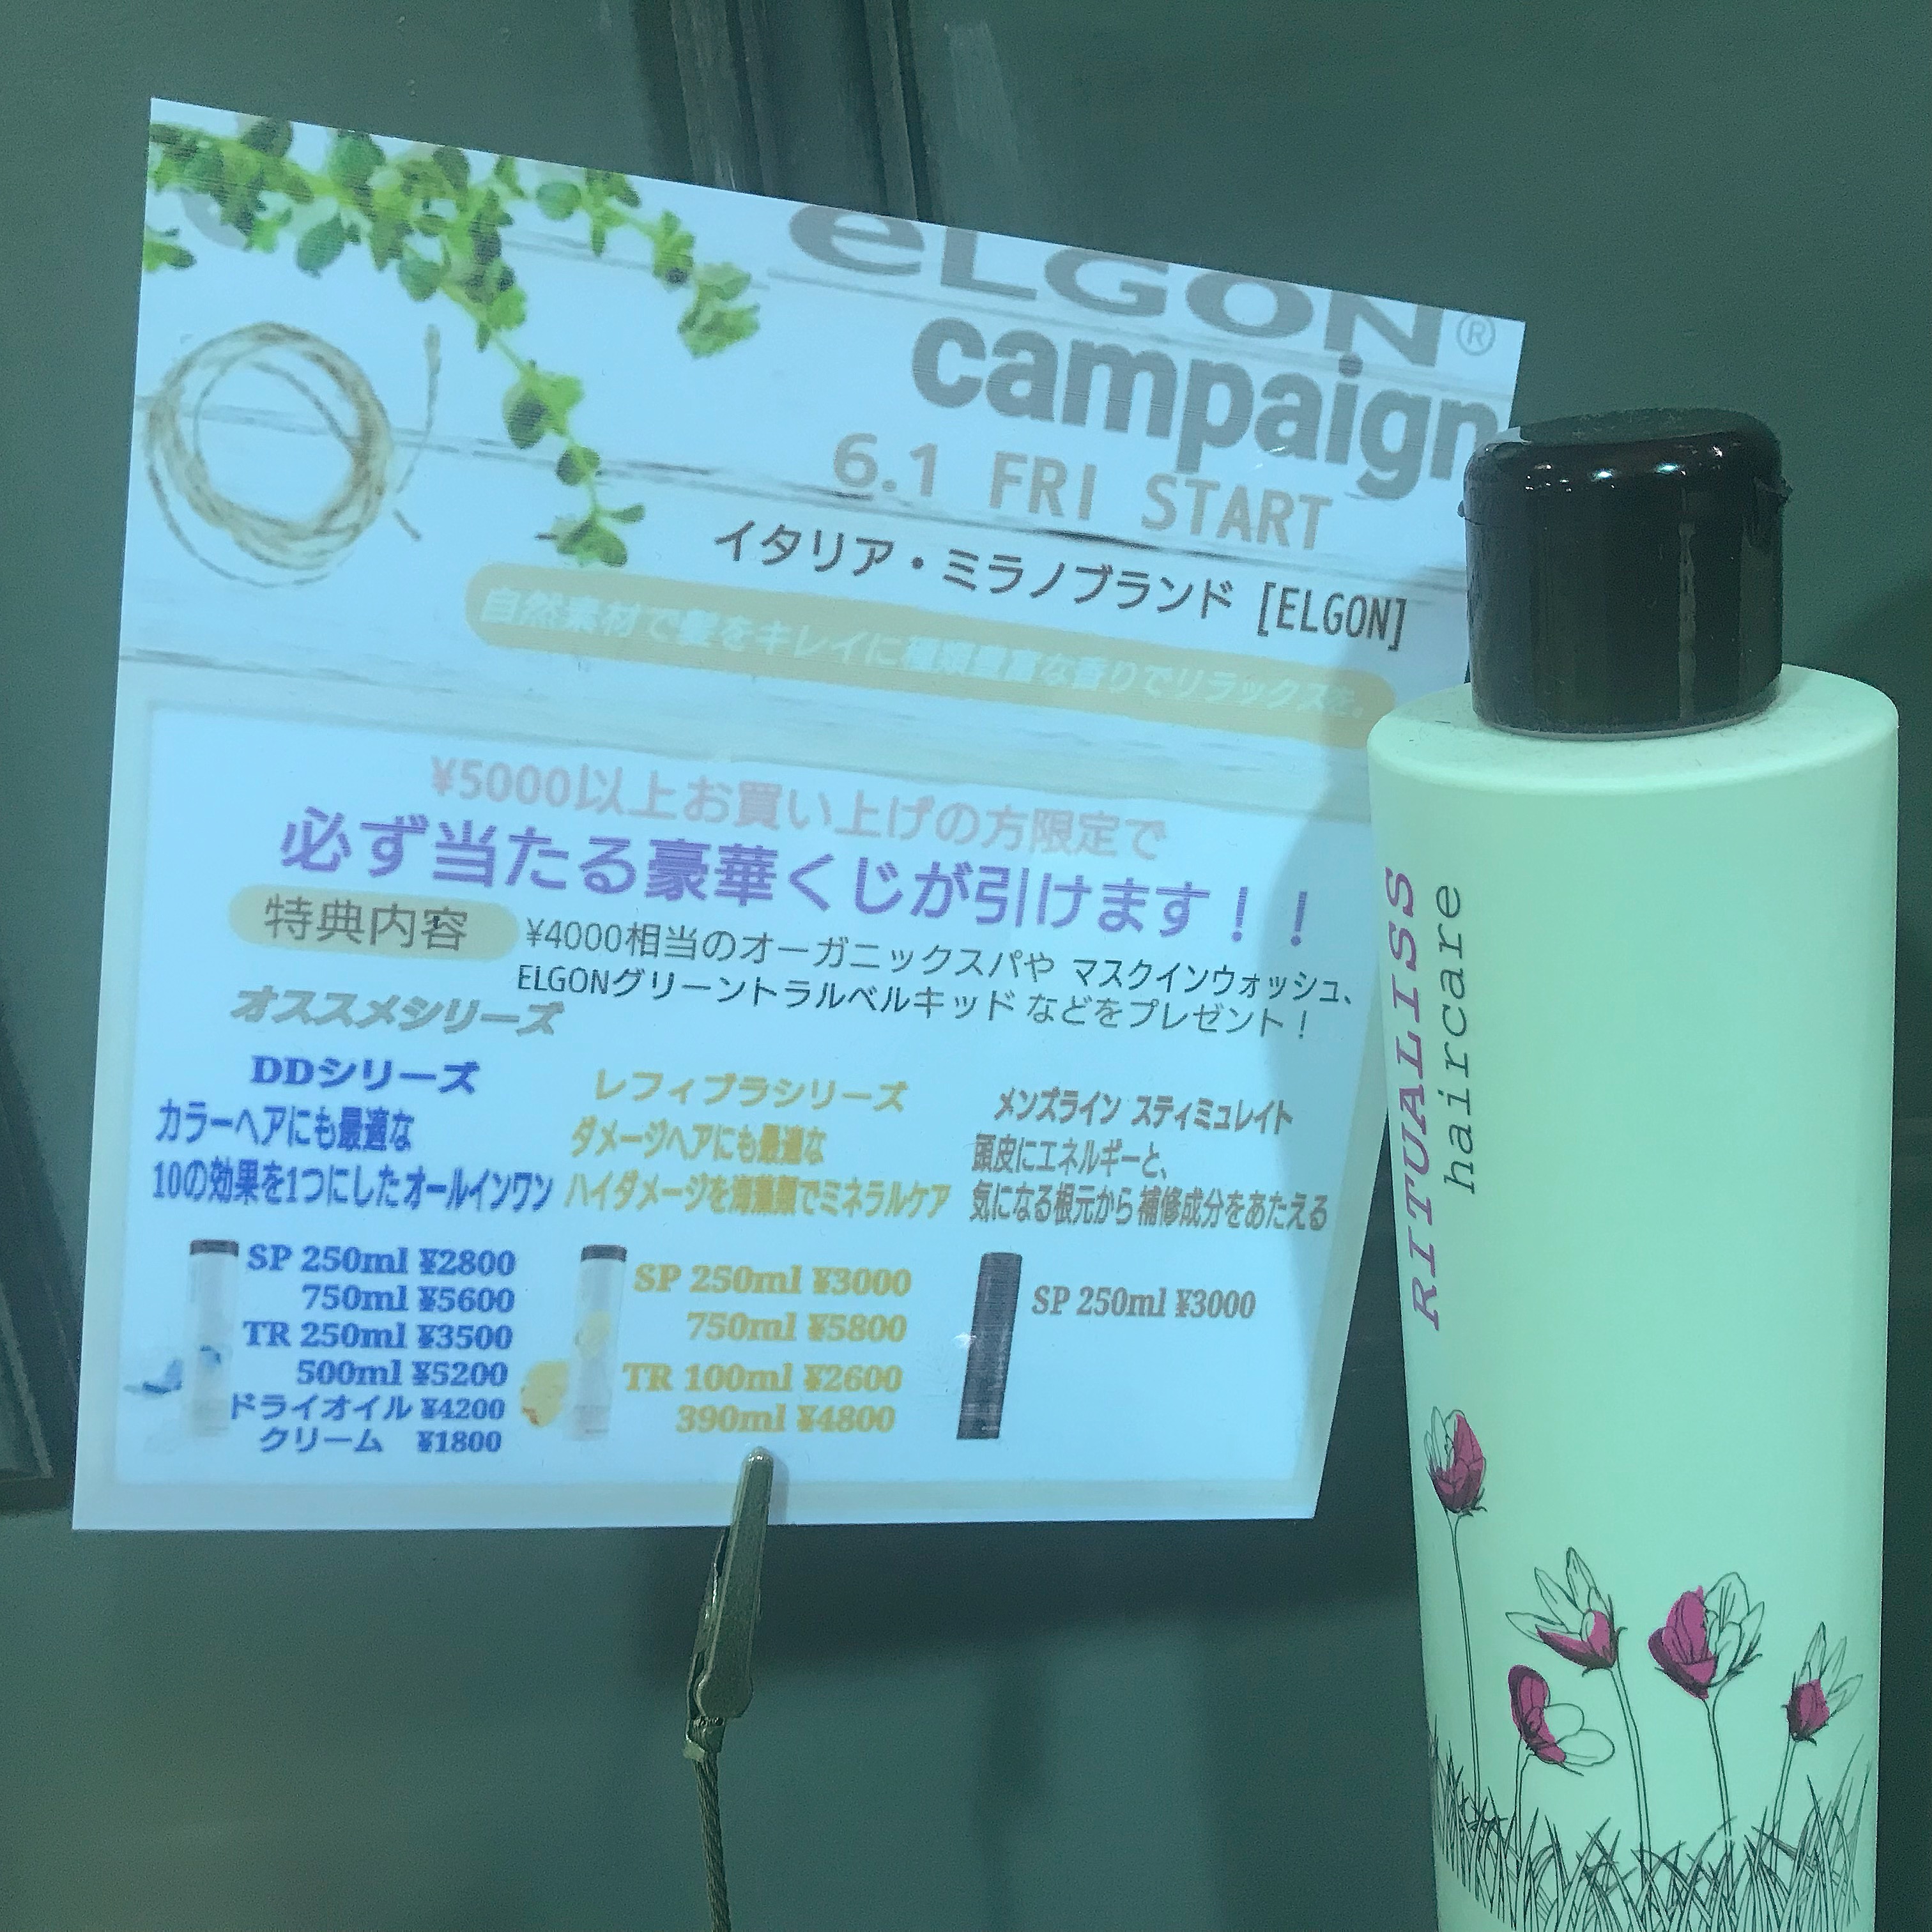 eLGON®
campaign
6.1 FRI START
イタリア・ミラノブランド [ELGON]
自然素材で髪をキレイに種類豊富な香りでリラックスを。
¥5000以上お買い上げの方限定で
必ず当たる豪華くじが引けます！！
特典内容
¥4000相当のオーガニックスパや マスクインウォッシュ、
ELGONグリーントラルベルキッド などをプレゼント！
オススメシリーズ
DDシリーズ
カラーヘアにも最適な
10の効果を1つにしたオールインワン
SP 250ml ¥2800
750ml ¥5600
TR 250ml ¥3500
500ml ¥5200
ドライオイル ¥4200
クリーム ¥1800
レフィブラシリーズ
ダメージヘアにも最適な
ハイダメージを海藻類でミネラルケア
SP 250ml ¥3000
750ml ¥5800
TR 100ml ¥2600
390ml ¥4800
メンズライン スティミュレイト
頭皮にエネルギーと、
気になる根元から補修成分をあたえる
SP 250ml ¥3000
RITUALISS
haircare